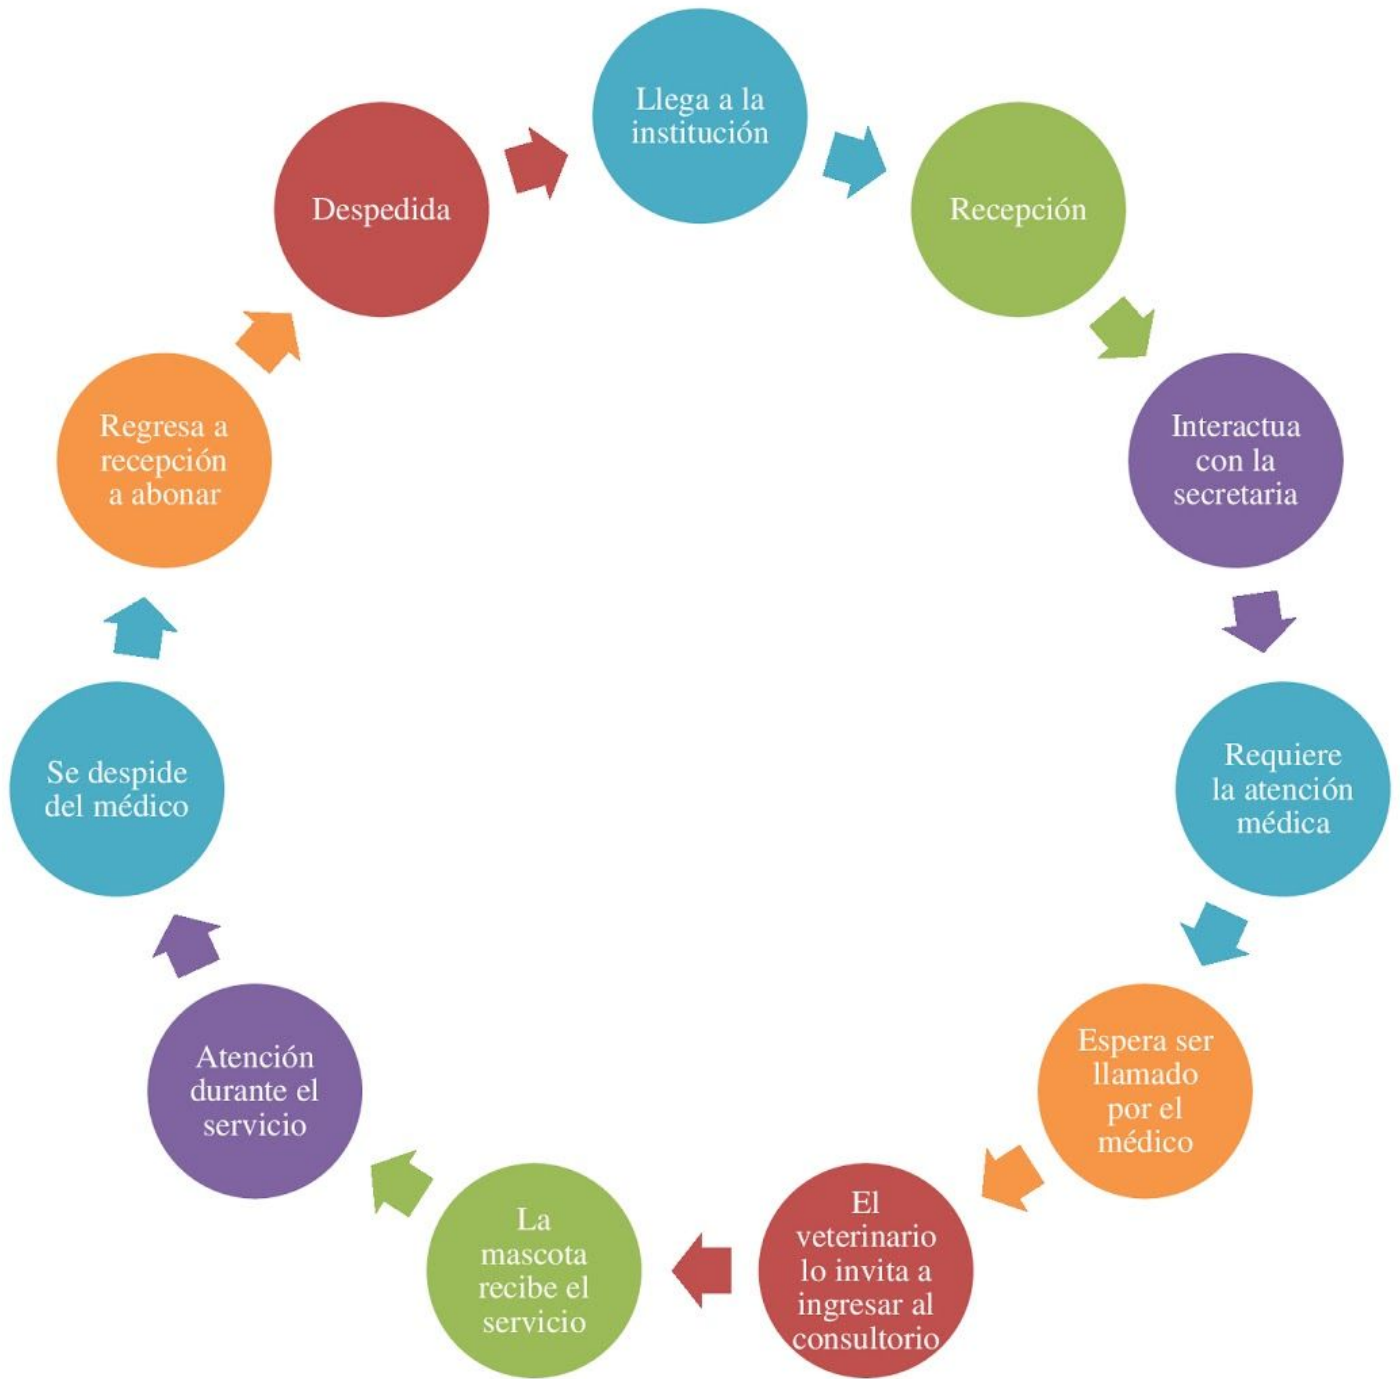 Llega a la
institución
Recepción
Interactua
con la
secretaria
Requiere
la atención
médica
Espera ser
llamado
por el
médico
El
veterinario
lo invita a
ingresar al
consultorio
La
mascota
recibe el
servicio
Atención
durante el
servicio
Se despide
del médico
Regresa a
recepción
a abonar
Despedida